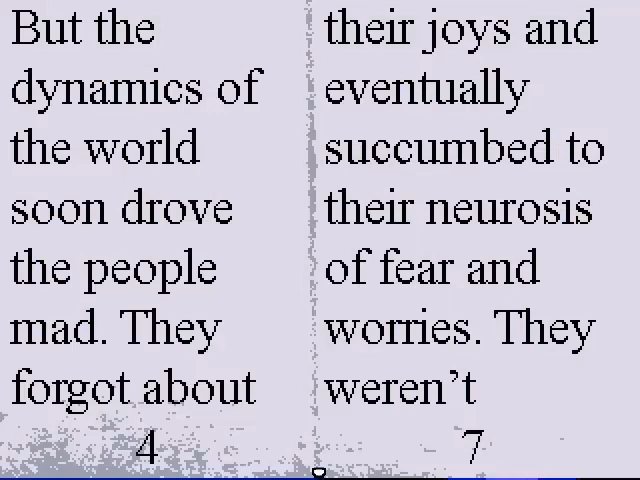 But the
dynamics of
the world
soon drove
the people
mad. They
forgot about
4
their joys and
eventually
succumbed to
their neurosis
of fear and
worries. They
weren’t
7